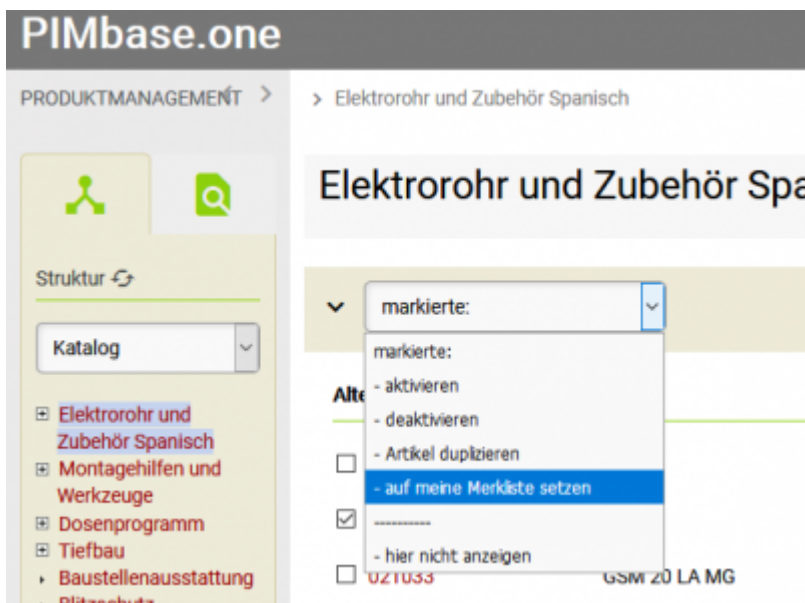 PIMbase.one
PRODUKTMANAGEMENT
> Elektrorohr und Zubehör Spanisch
Elektrorohr und Zubehör Spa
Struktur
Katalog
Elektrorohr und
Zubehör Spanisch
Montagehilfen und
Werkzeuge
Dosenprogramm
Tiefbau
Baustellenausstattung
markierte:
markierte:
- aktivieren
- deaktivieren
- Artikel duplizieren
- auf meine Merkliste setzen
----------
- hier nicht anzeigen
Alte
021033 GSM 20 LA MG